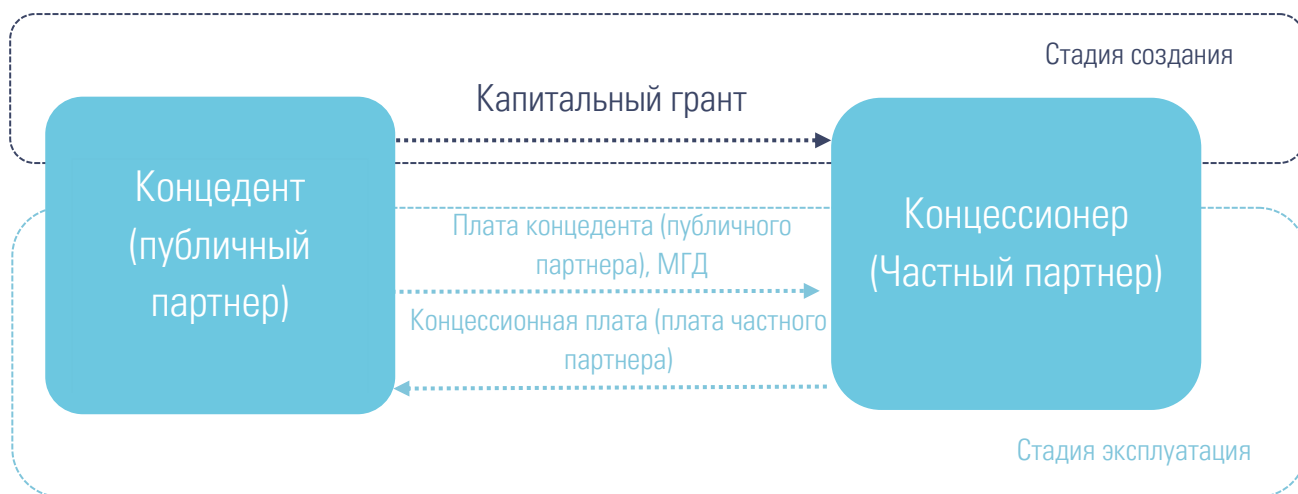 Стадия создания
Капитальный грант
Концедент
(публичный
партнер)
Плата концедента (публичного
партнера), МГД
Концессионная плата (плата частного
партнера)
Концессионер
(Частный партнер)
Стадия эксплуатация